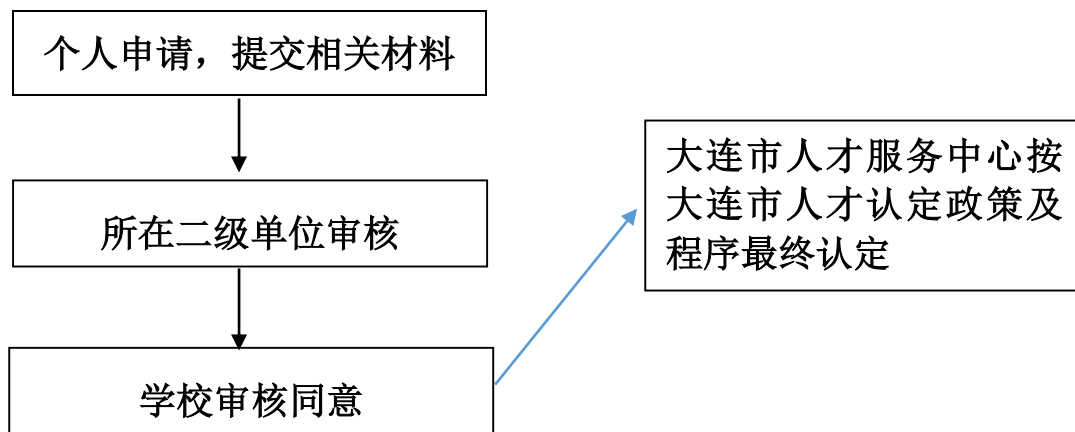 个人申请，提交相关材料
所在二级单位审核
学校审核同意
大连市人才服务中心按
大连市人才认定政策及
程序最终认定